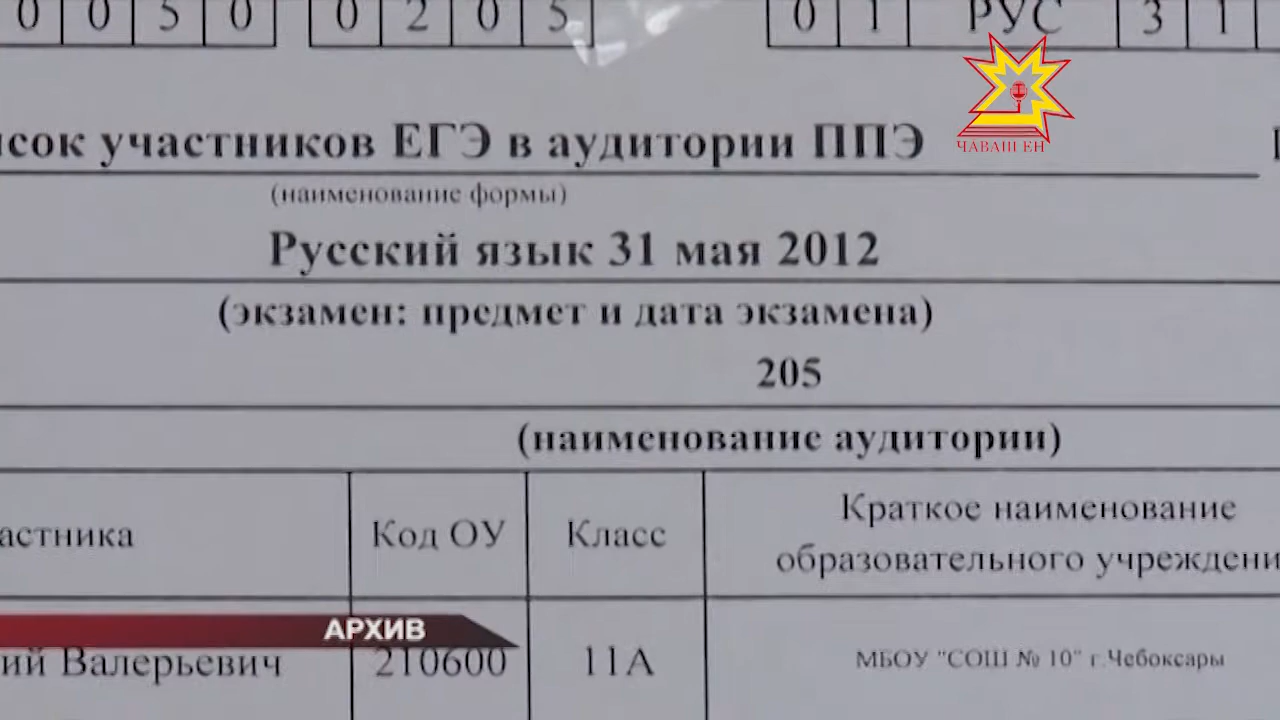 0 0 5 0 0 2 0 5 0 1 РУС 3 1
ЧАВАШ ЕН
исок участников ЕГЭ в аудитории ППЭ
(наименование формы)
Русский язык 31 мая 2012
(экзамен: предмет и дата экзамена)
205
(наименование аудитории)
астника Код ОУ Класс Краткое наименование
образовательного учреждени
АРХИВ
ий Валерьевич 210600 11А МБОУ "СОШ № 10" г.Чебоксары